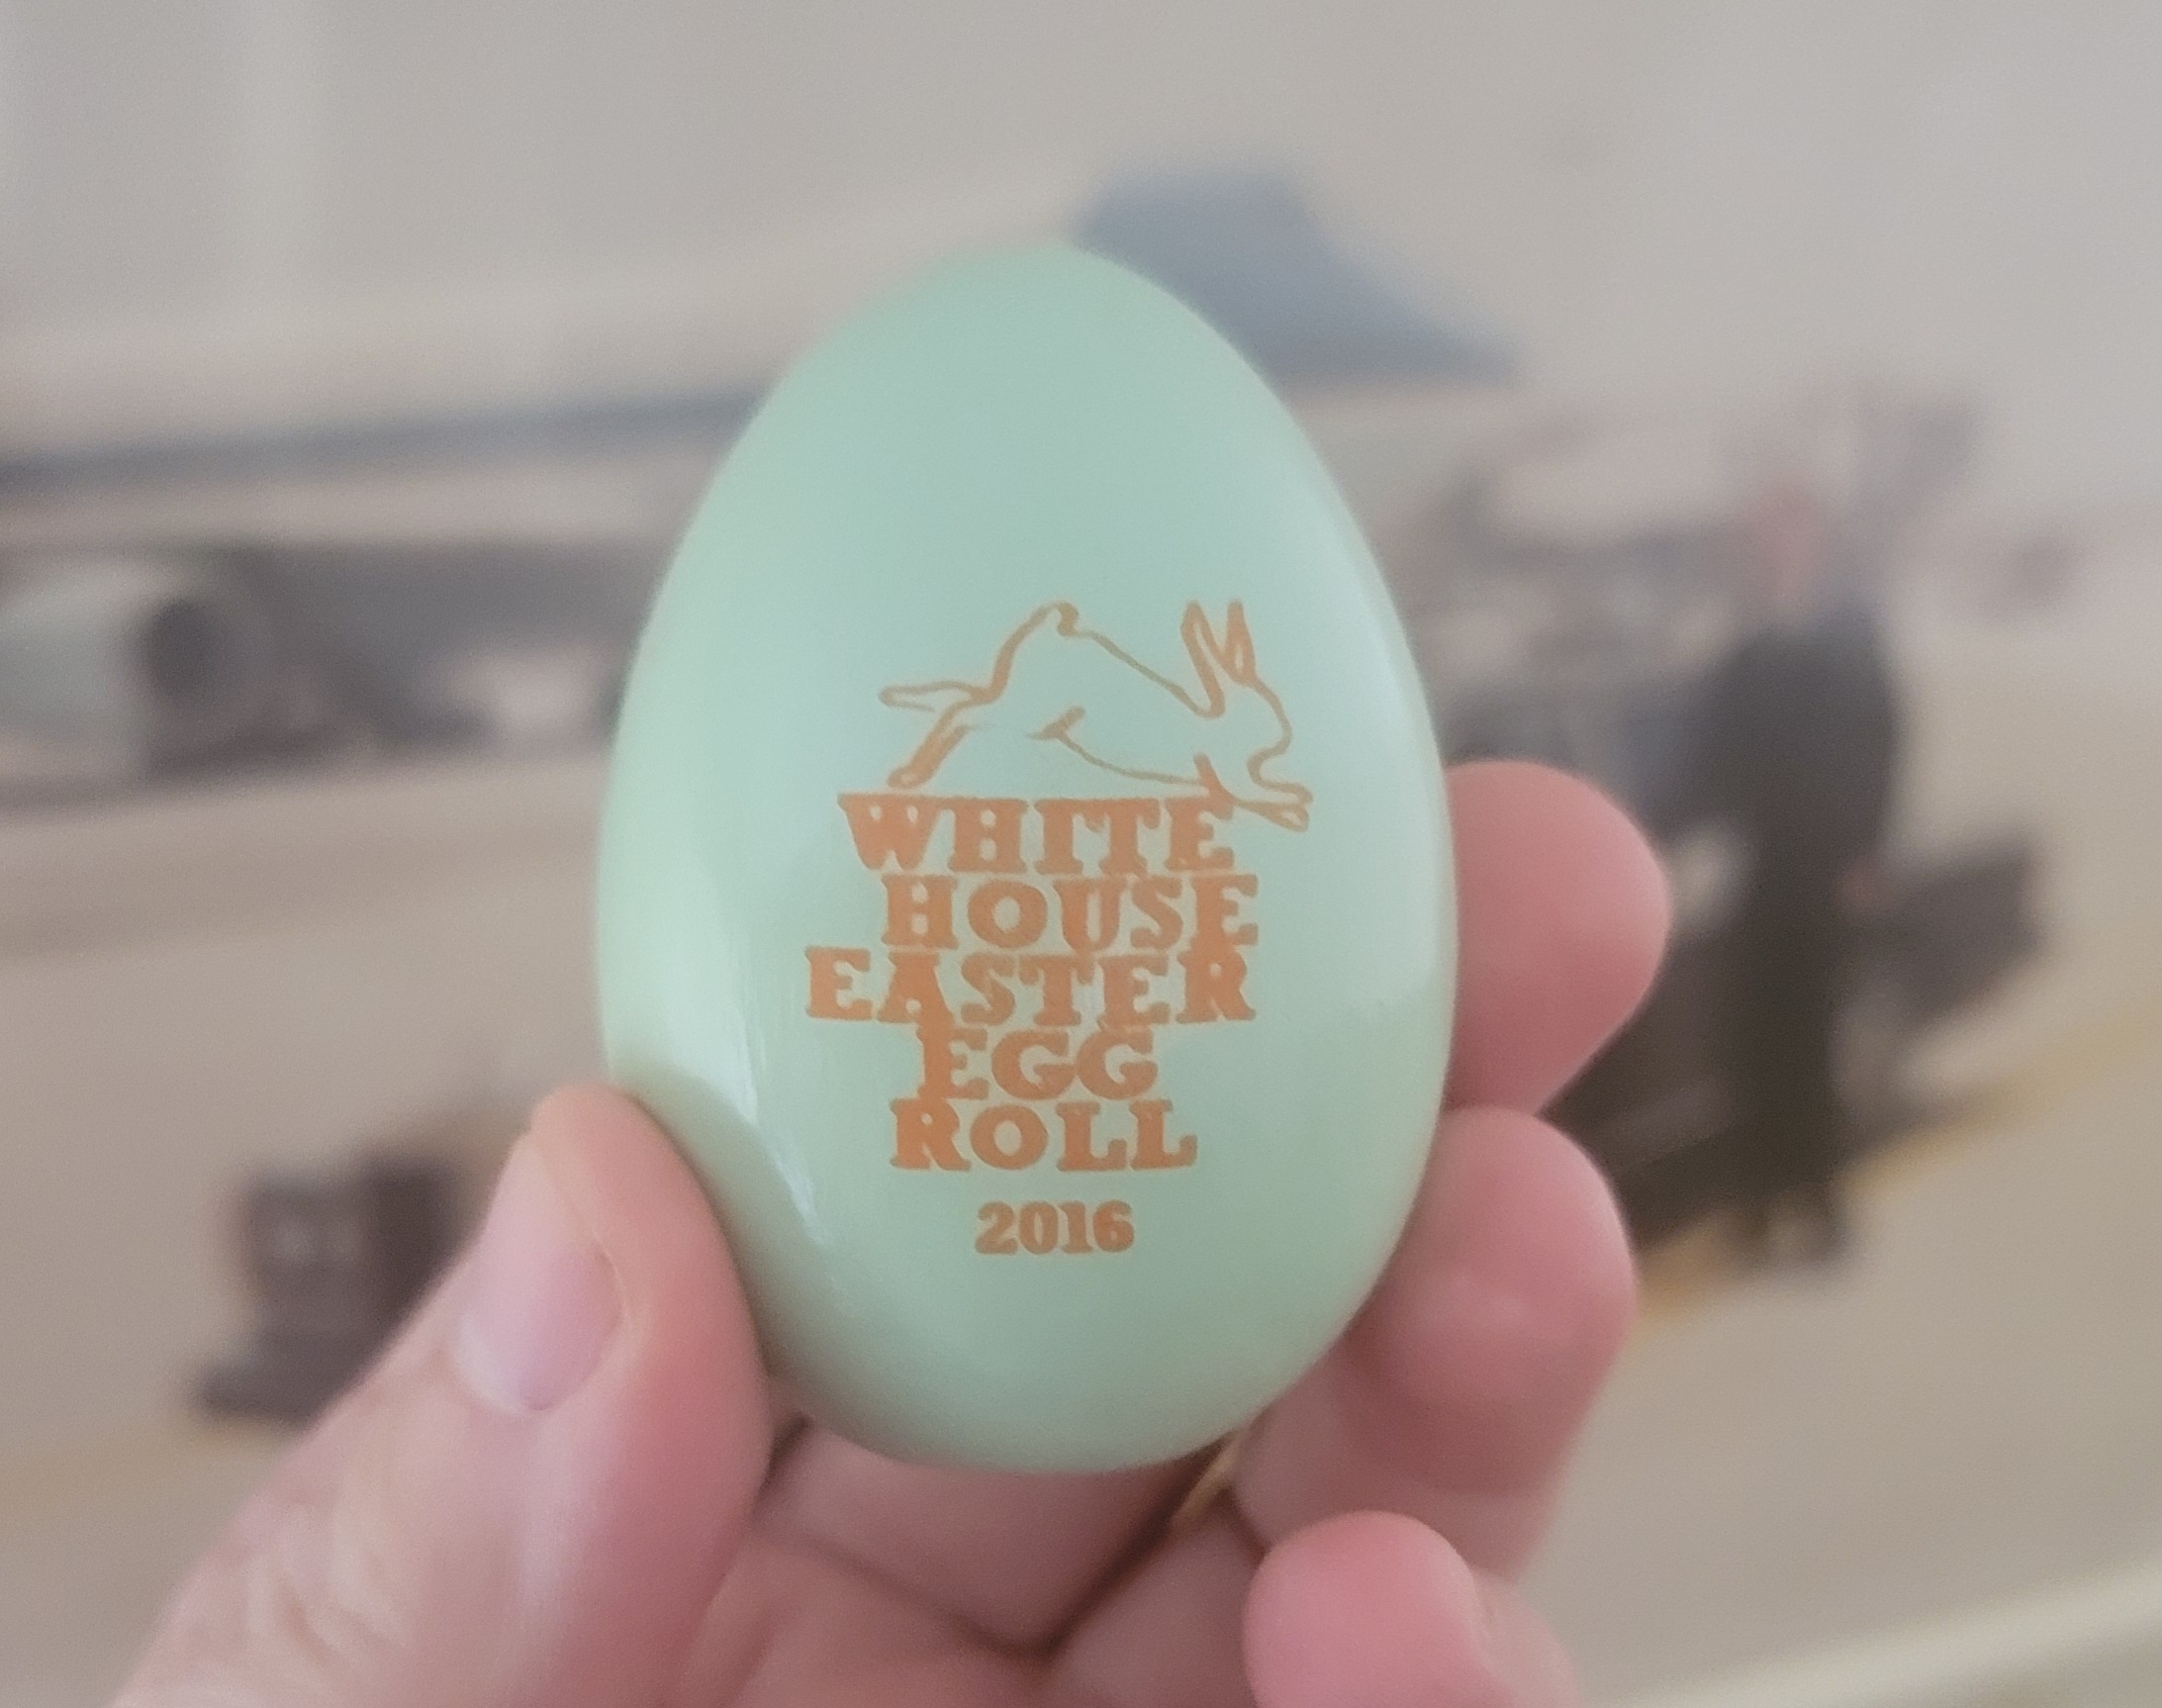 WHITE
HOUSE
EASTER
EGG
ROLL
2016